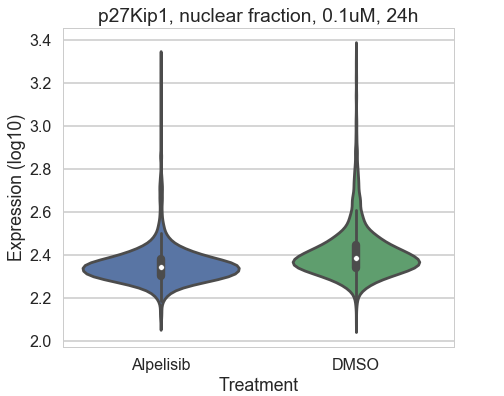 p27Kip1, nuclear fraction, 0.1uM, 24h
3.4
3.2
3.0
2.8
2.6
2.4
2.2
2.0
Expression (log10)
Alpelisib
DMSO
Treatment